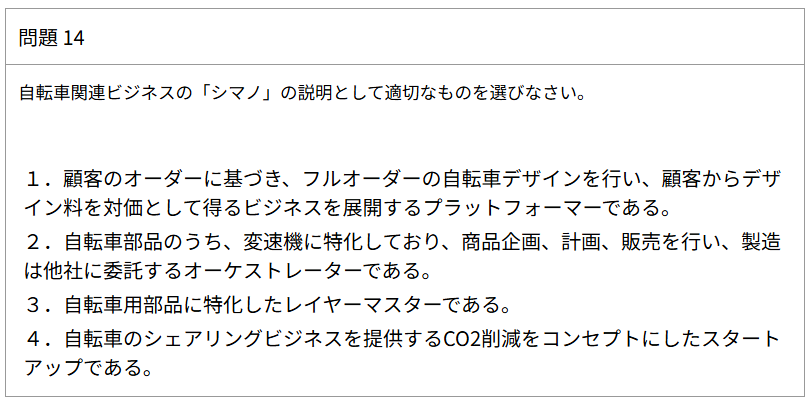 問題 14
自転車関連ビジネスの「シマノ」の説明として適切なものを選びなさい。
１．顧客のオーダーに基づき、フルオーダーの自転車デザインを行い、顧客からデザ
イン料を対価として得るビジネスを展開するプラットフォーマーである。
２．自転車部品のうち、変速機に特化しており、商品企画、計画、販売を行い、製造
は他社に委託するオーケストレーターである。
３．自転車用部品に特化したレイヤーマスターである。
４．自転車のシェアリングビジネスを提供するCO2削減をコンセプトにしたスタート
アップである。